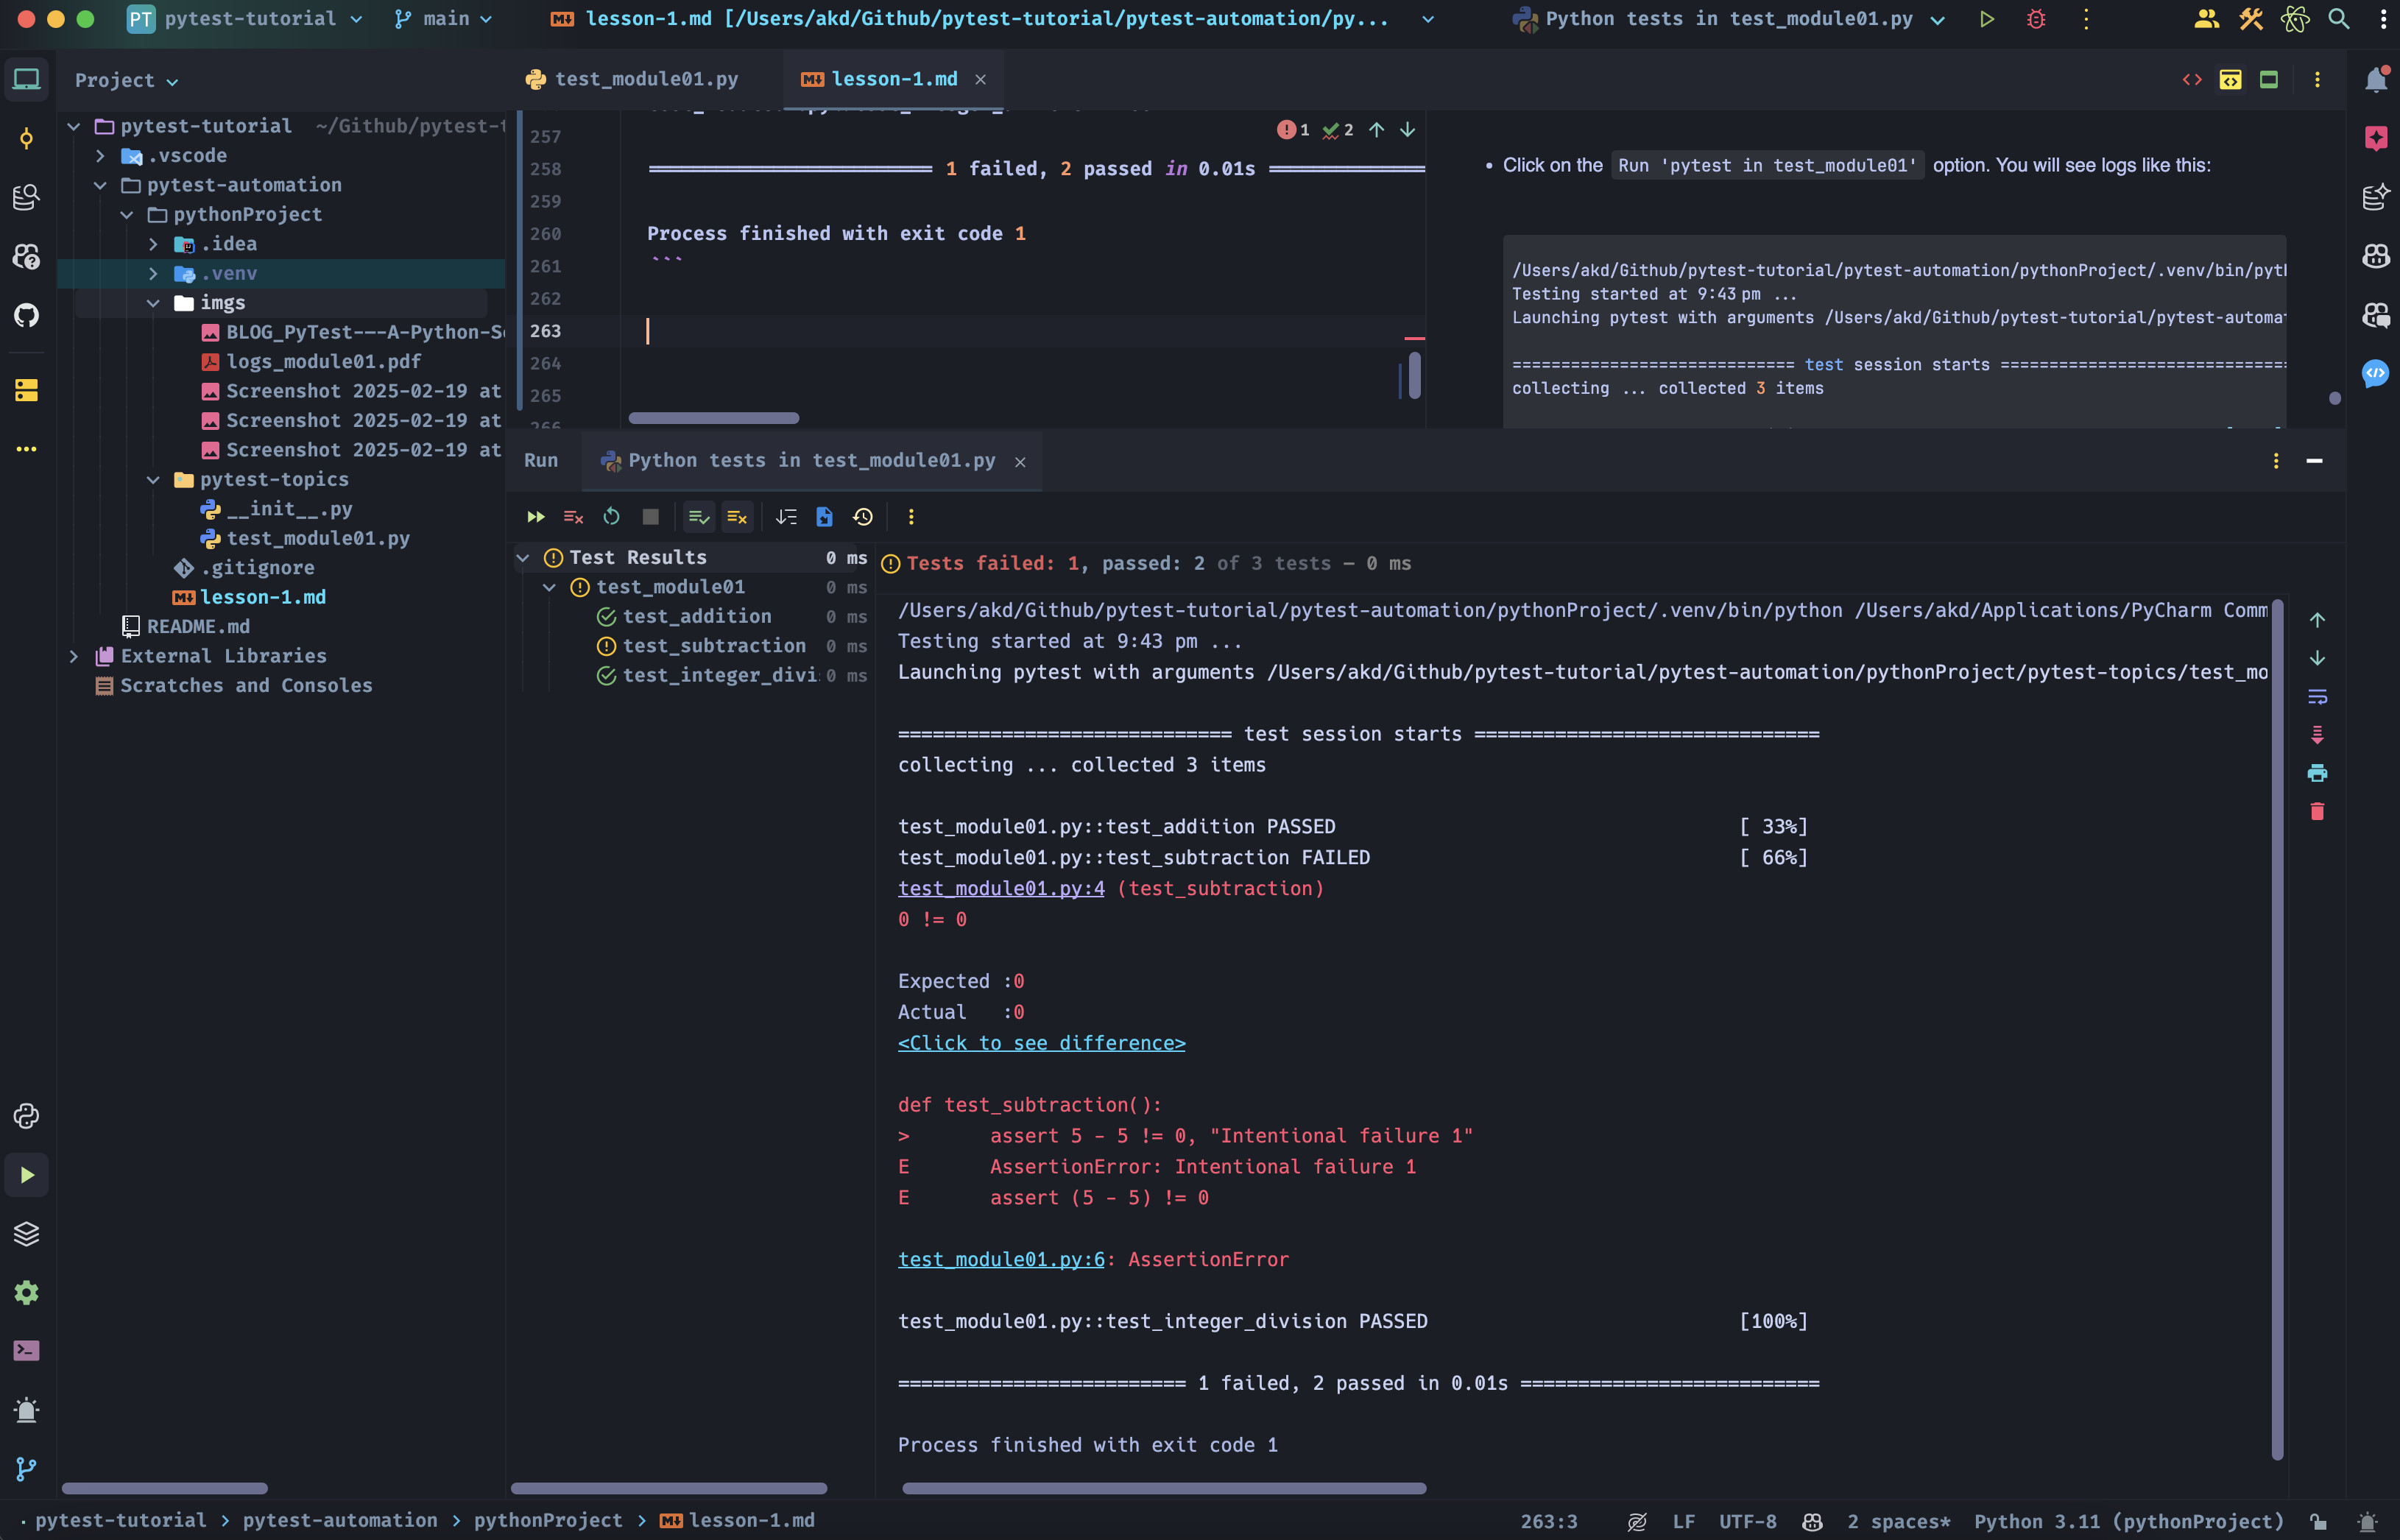 PT pytest-tutorial main lesson-1.md [/Users/akd/Github/pytest-tutorial/pytest-automation/py... Python tests in test_module01.py
Project
pytest-tutorial ~/Github/pytest-t
.vscode
pytest-automation
pythonProject
.idea
.venv
imgs
BLOG_PyTest---A-Python-Se
logs_module01.pdf
Screenshot 2025-02-19 at
Screenshot 2025-02-19 at
Screenshot 2025-02-19 at
pytest-topics
__init__.py
test_module01.py
.gitignore
lesson-1.md
README.md
External Libraries
Scratches and Consoles
test_module01.py lesson-1.md
1 2
257
258 ========================= 1 failed, 2 passed in 0.01s ==============
259
260 Process finished with exit code 1
261 ```
262
263
264
265
266
• Click on the Run 'pytest in test_module01' option. You will see logs like this:
/Users/akd/Github/pytest-tutorial/pytest-automation/pythonProject/.venv/bin/pyth
Testing started at 9:43 pm ...
Launching pytest with arguments /Users/akd/Github/pytest-tutorial/pytest-automat
============================= test session starts =============================
collecting ... collected 3 items
Run Python tests in test_module01.py
Test Results 0 ms
test_module01 0 ms
test_addition 0 ms
test_subtraction 0 ms
test_integer_divi 0 ms
Tests failed: 1, passed: 2 of 3 tests – 0 ms
/Users/akd/Github/pytest-tutorial/pytest-automation/pythonProject/.venv/bin/python /Users/akd/Applications/PyCharm Comm
Testing started at 9:43 pm ...
Launching pytest with arguments /Users/akd/Github/pytest-tutorial/pytest-automation/pythonProject/pytest-topics/test_mo
============================= test session starts ==============================
collecting ... collected 3 items
test_module01.py::test_addition PASSED [ 33%]
test_module01.py::test_subtraction FAILED [ 66%]
test_module01.py:4 (test_subtraction)
0 != 0
Expected :0
Actual :0
<Click to see difference>
def test_subtraction():
> assert 5 - 5 != 0, "Intentional failure 1"
E AssertionError: Intentional failure 1
E assert (5 - 5) != 0
test_module01.py:6: AssertionError
test_module01.py::test_integer_division PASSED [100%]
========================= 1 failed, 2 passed in 0.01s ==========================
Process finished with exit code 1
pytest-tutorial > pytest-automation > pythonProject > lesson-1.md
263:3 LF UTF-8 2 spaces* Python 3.11 (pythonProject)